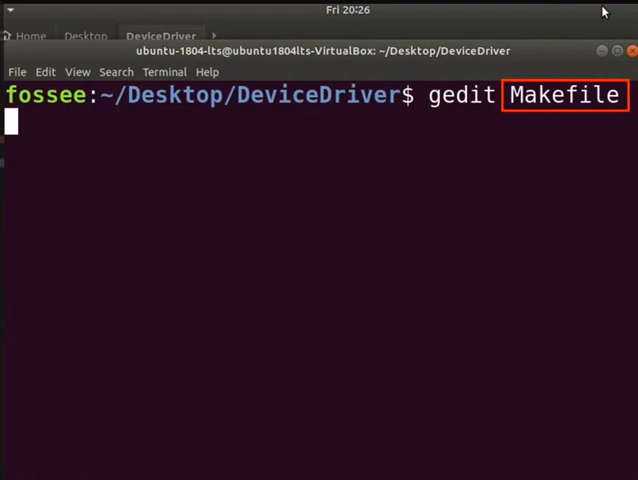 Fri 20:26
Home Desktop DeviceDriver
ubuntu-1804-lts@ubuntu1804lts-VirtualBox: ~/Desktop/DeviceDriver
File Edit View Search Terminal Help
fossee:~/Desktop/DeviceDriver$ gedit Makefile